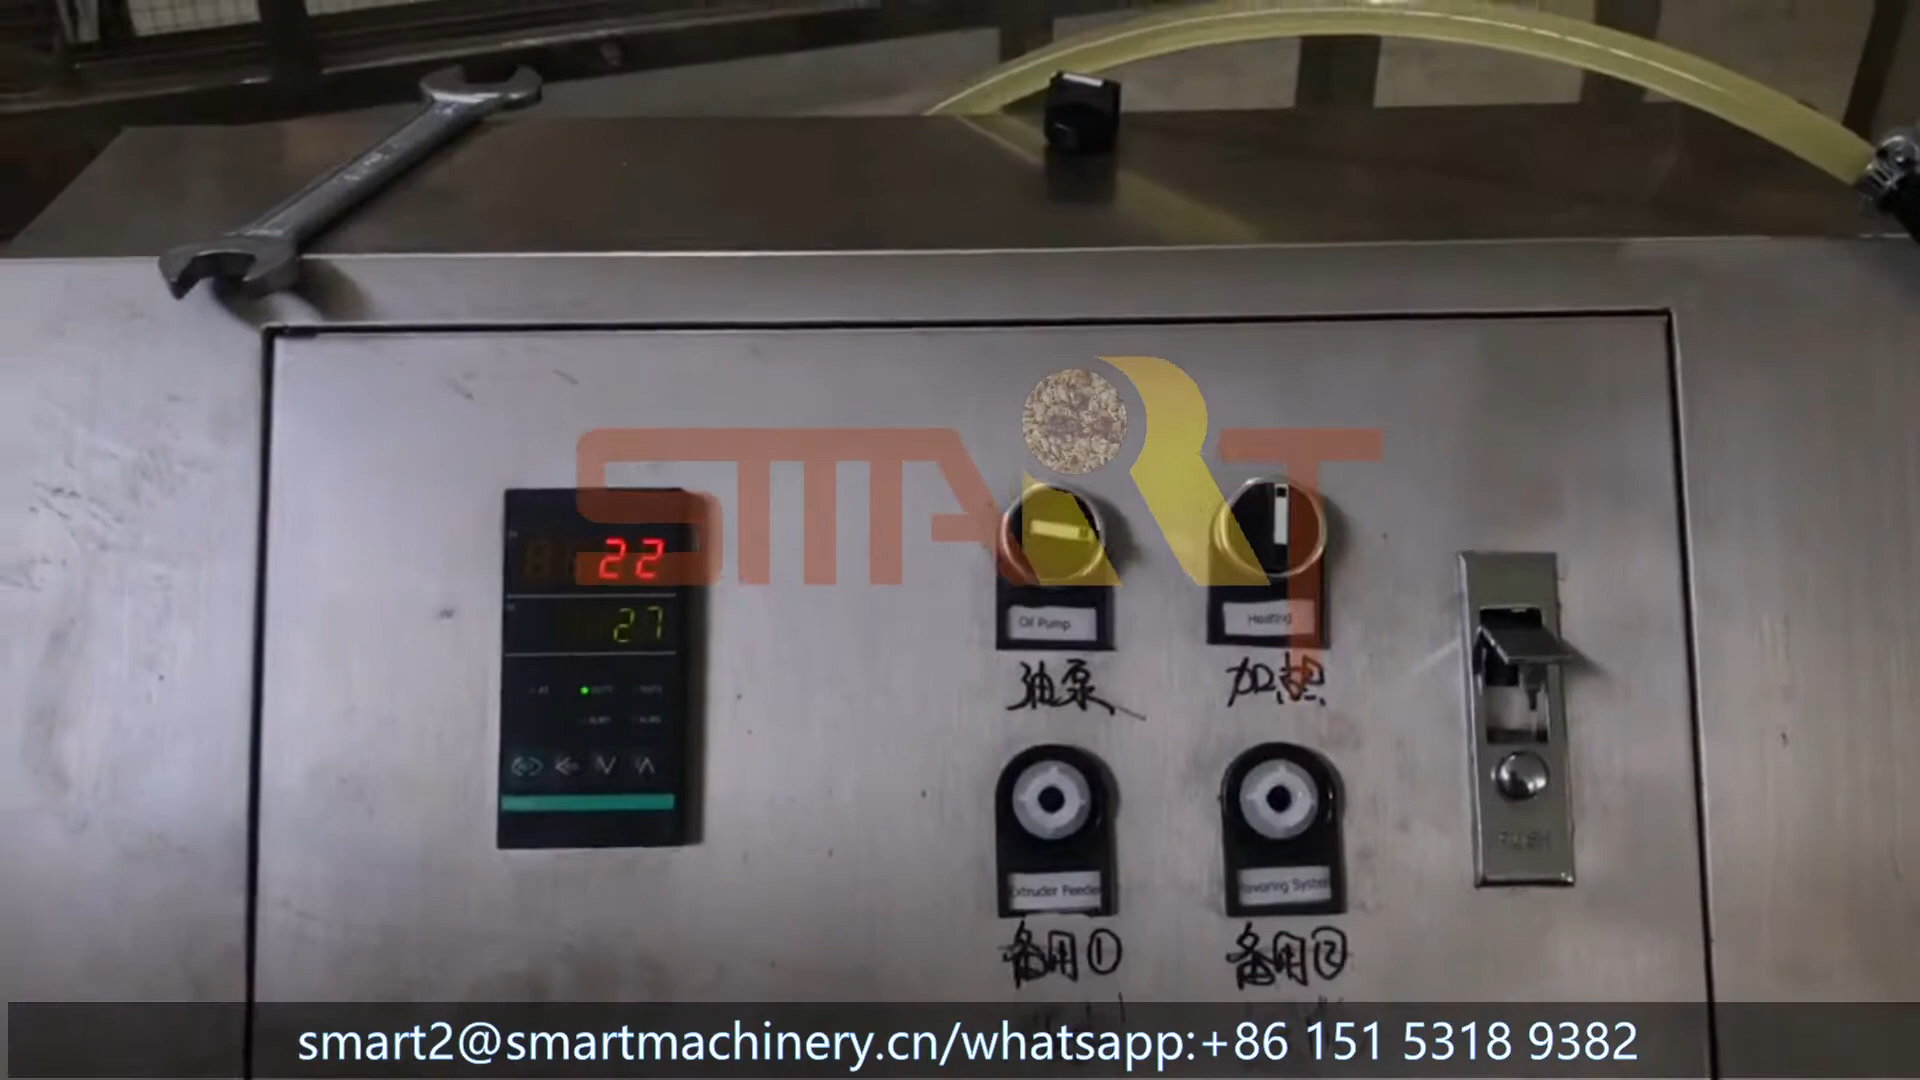 SMART
22
27
Oil Pump
Heating
油泵
加热
Extruder Feeder
Flavoring System
备用①
备用②
PUSH
smart2@smartmachinery.cn/whatsapp:+86 151 5318 9382